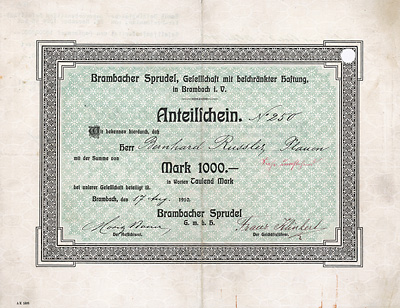 Brambacher Sprudel, Gesellschaft mit beschränkter Haftung,
in Brambach i. V.
Anteilschein. No 250
Wir bekennen hierdurch, daß
Herr Bernhard Plauen
mit der Summe von
Mark 1000.—
in Worten Tausend Mark
bei unserer Gesellschaft beteiligt ist.
Brambach, den 17 Aug. 1910.
Brambacher Sprudel
G. m. b. H.
Der Aufsichtsrat. Der Geschäftsführer.